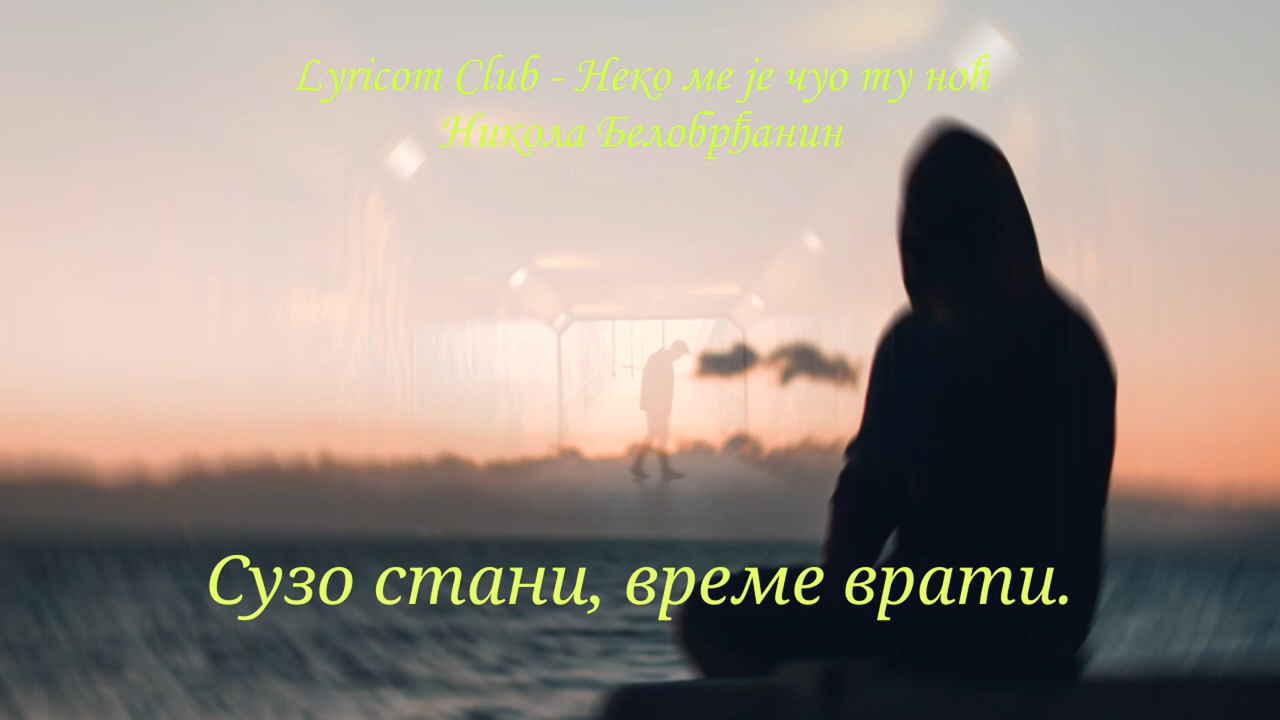 Lyricom Club - Неко ме је чуо ту ноћ
Никола Белобрђанин
Сузо стани, време врати.